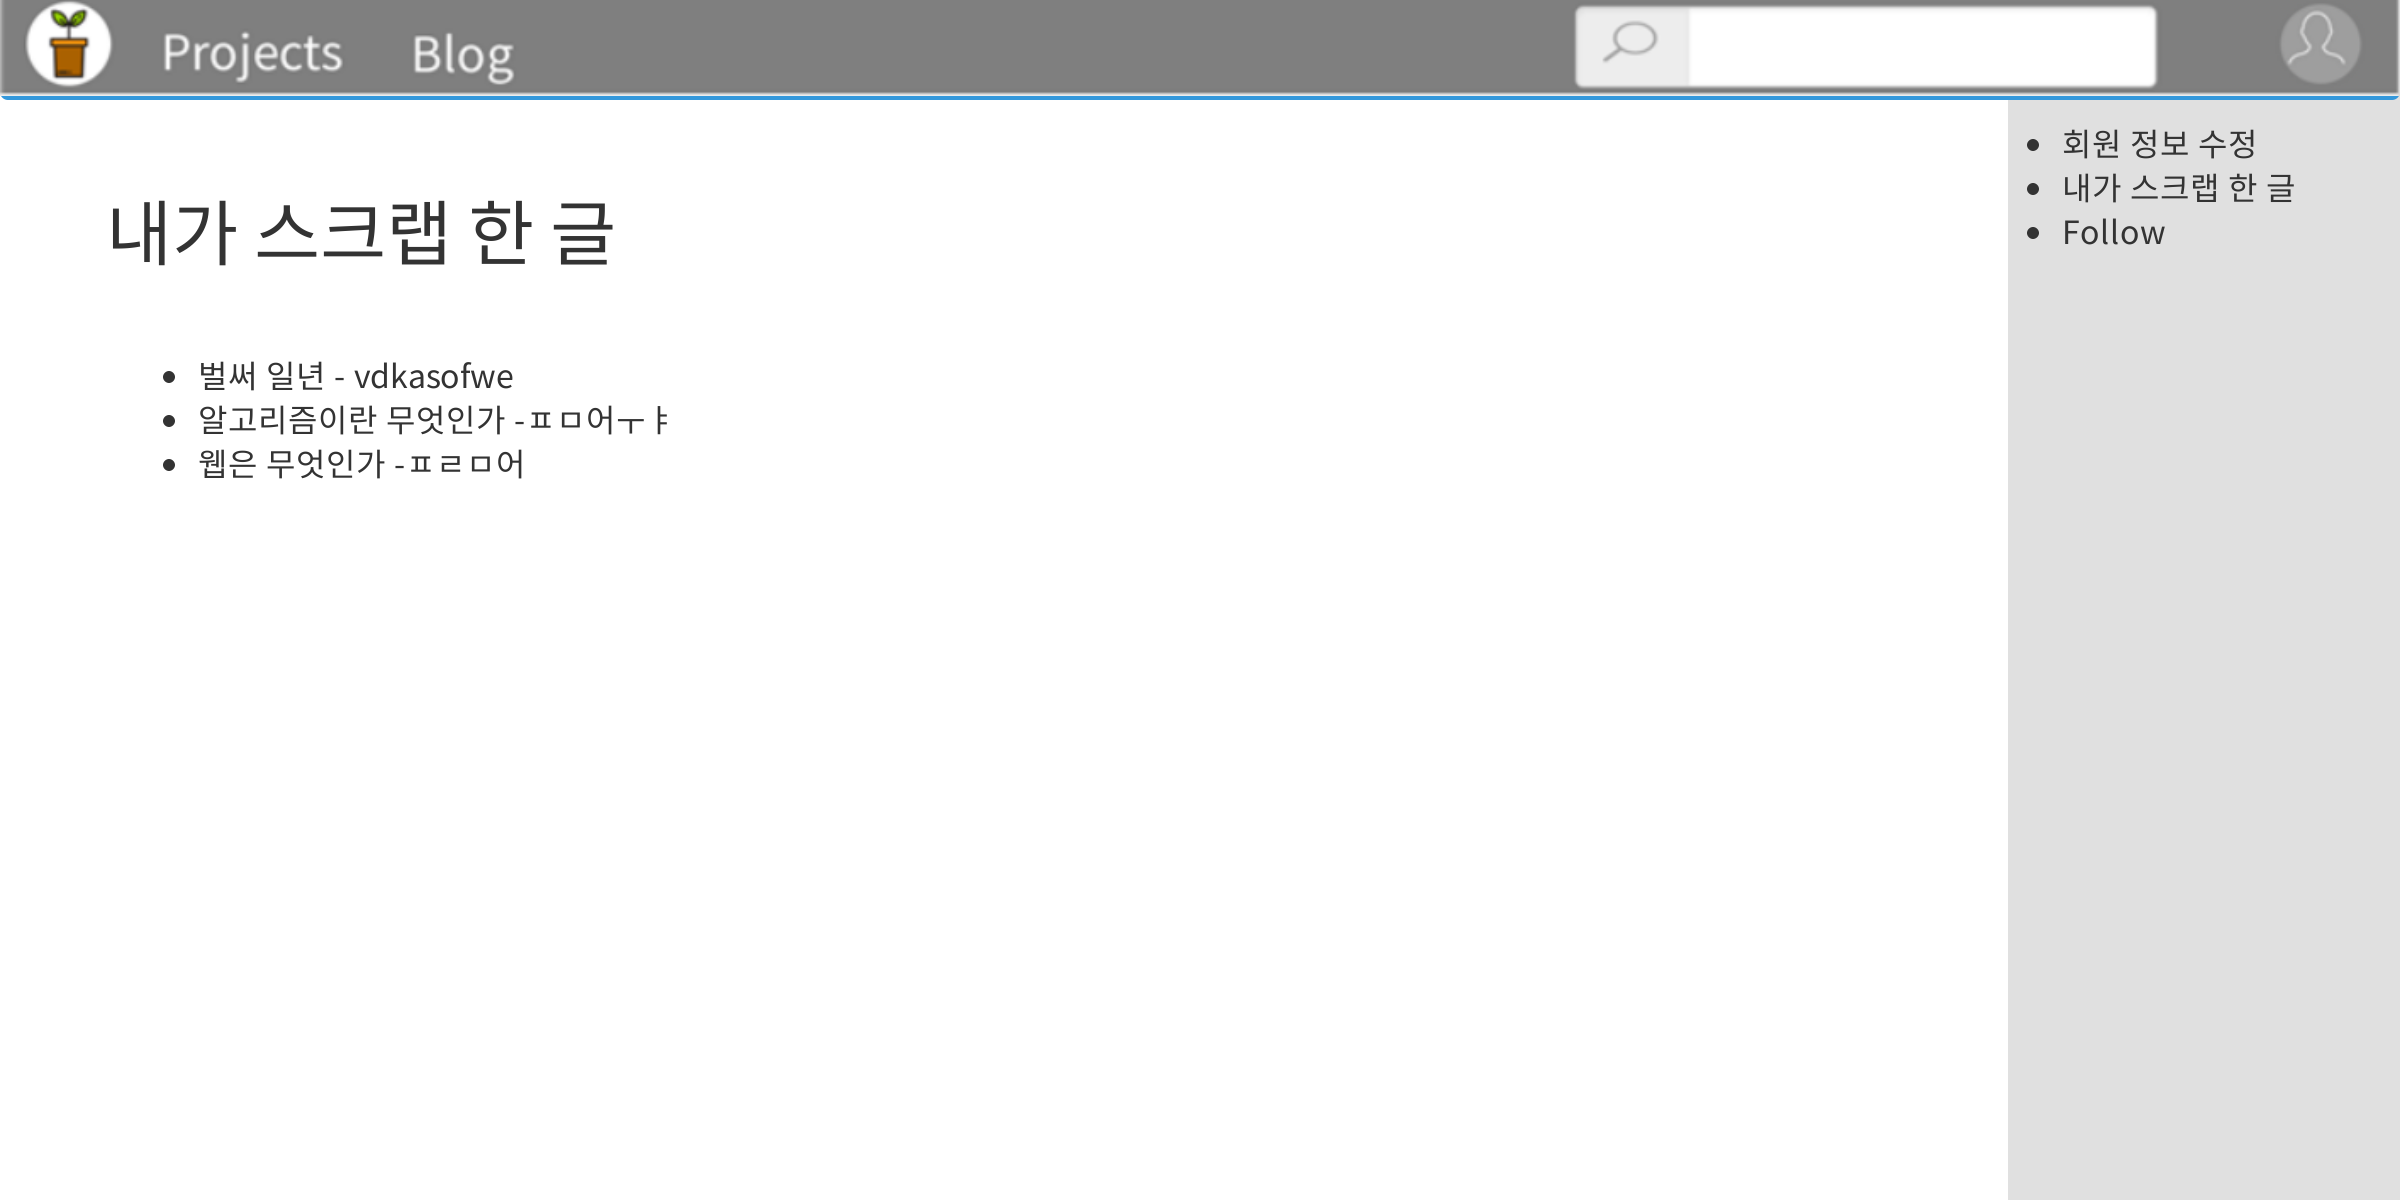 Projects Blog
내가 스크랩 한 글
벌써 일년 - vdkasofwe
알고리즘이란 무엇인가 -ㅍㅁ어ㅜㅑ
웹은 무엇인가 -ㅍㄹㅁ어
회원 정보 수정
내가 스크랩 한 글
Follow